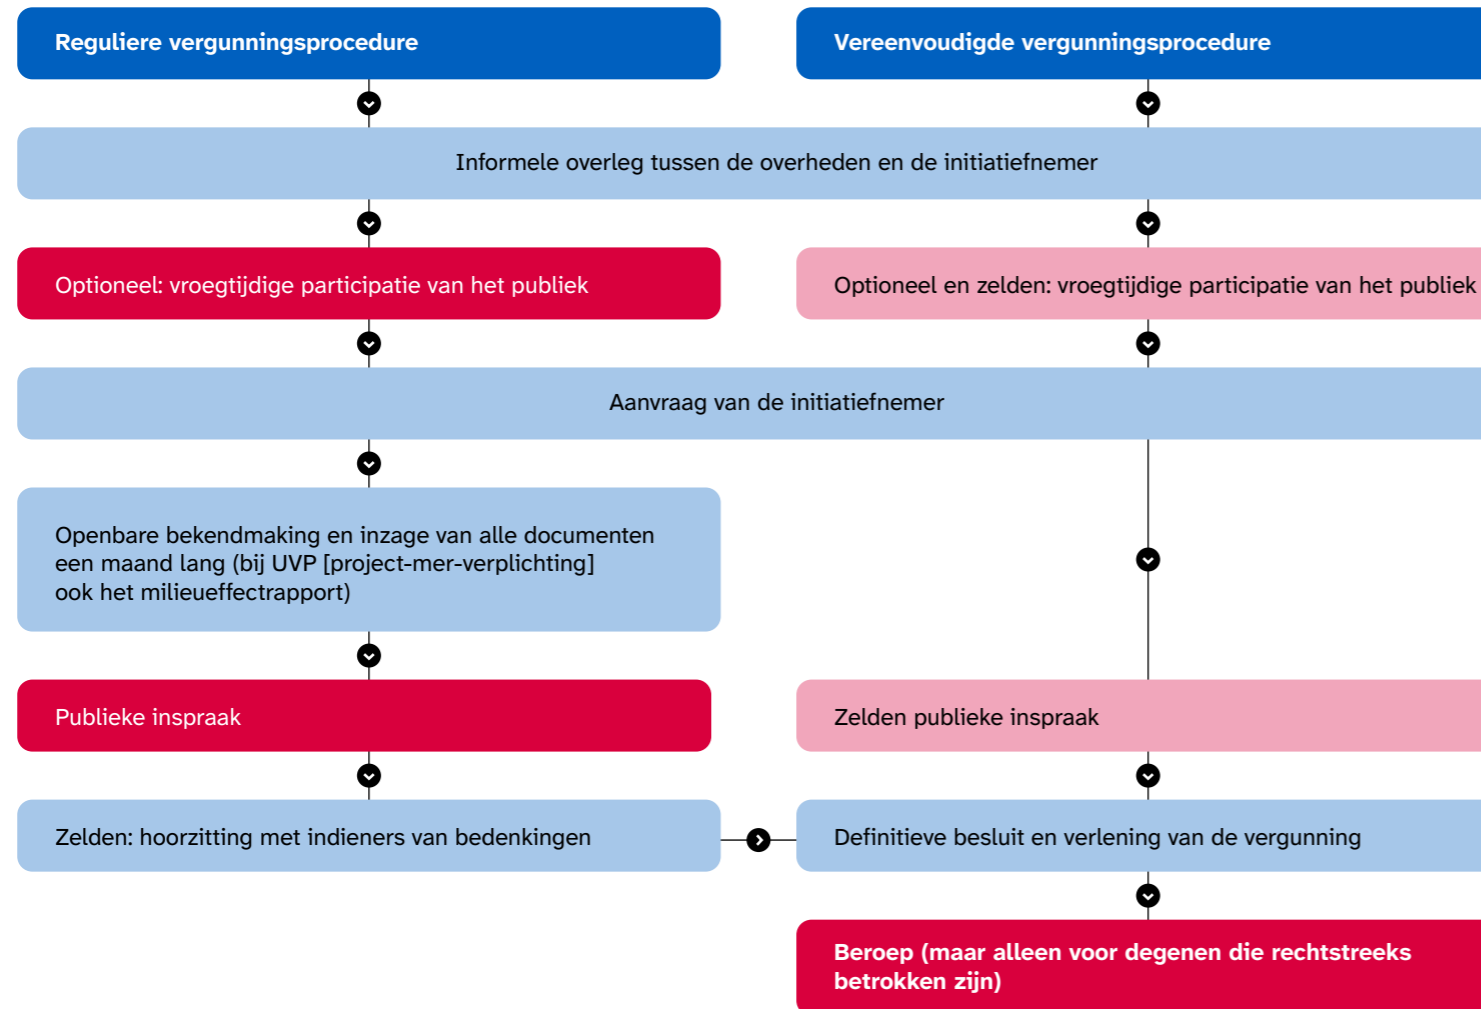 Reguliere vergunningsprocedure
Vereenvoudigde vergunningsprocedure
Informele overleg tussen de overheden en de initiatiefnemer
Optioneel: vroegtijdige participatie van het publiek
Optioneel en zelden: vroegtijdige participatie van het publiek
Aanvraag van de initiatiefnemer
Openbare bekendmaking en inzage van alle documenten
een maand lang (bij UVP [project-mer-verplichting]
ook het milieueffectrapport)
Publieke inspraak
Zelden publieke inspraak
Zelden: hoorzitting met indieners van bedenkingen
Definitieve besluit en verlening van de vergunning
Beroep (maar alleen voor degenen die rechtstreeks
betrokken zijn)